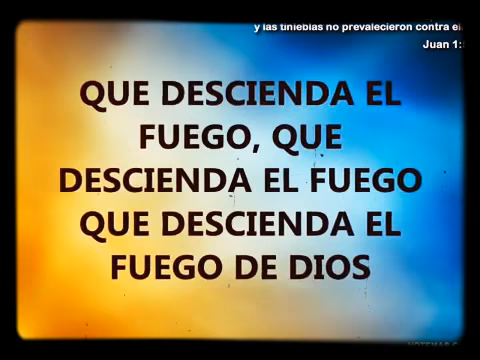 y las tinieblas no prevalecieron contra el
Juan 1:5
QUE DESCIENDA EL
FUEGO, QUE
DESCIENDA EL FUEGO
QUE DESCIENDA EL
FUEGO DE DIOS